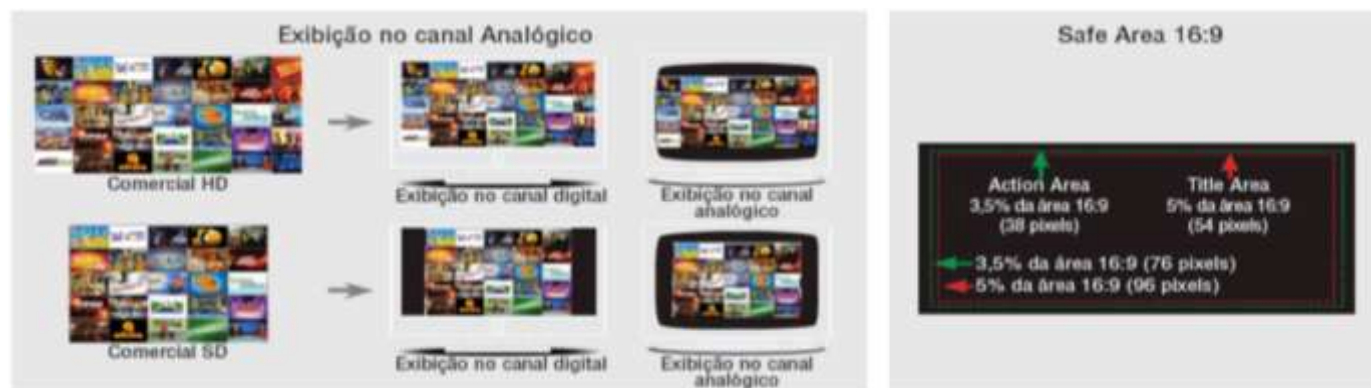 Exibição no canal Analógico
Comercial HD
Exibição no canal digital
Exibição no canal
analógico
Comercial SD
Exibição no canal digital
Exibição no canal
analógico
Safe Area 16:9
Action Area
3,5% da área 16:9
(38 pixels)
Title Area
5% da área 16:9
(54 pixels)
3,5% da área 16:9 (76 pixels)
5% da área 16:9 (96 pixels)